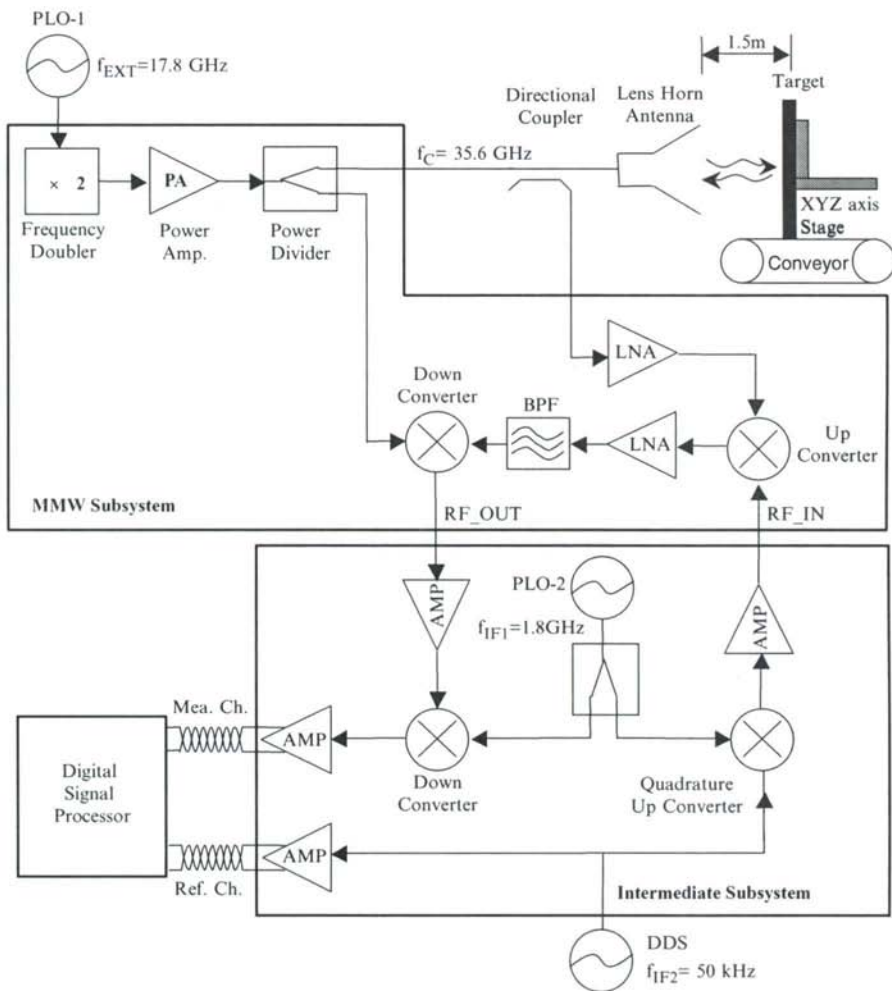 PLO-1
f_EXT=17.8 GHz
1.5m
Target
Directional
Coupler
Lens Horn
Antenna
f_C= 35.6 GHz
× 2
PA
Frequency
Doubler
Power
Amp.
Power
Divider
XYZ axis
Stage
Conveyor
LNA
Down
Converter
BPF
LNA
Up
Converter
MMW Subsystem
RF_OUT
RF_IN
PLO-2
AMP
f_IF1=1.8GHz
AMP
Mea. Ch.
AMP
Digital
Signal
Processor
Down
Converter
Quadrature
Up Converter
AMP
Ref. Ch.
Intermediate Subsystem
DDS
f_IF2= 50 kHz